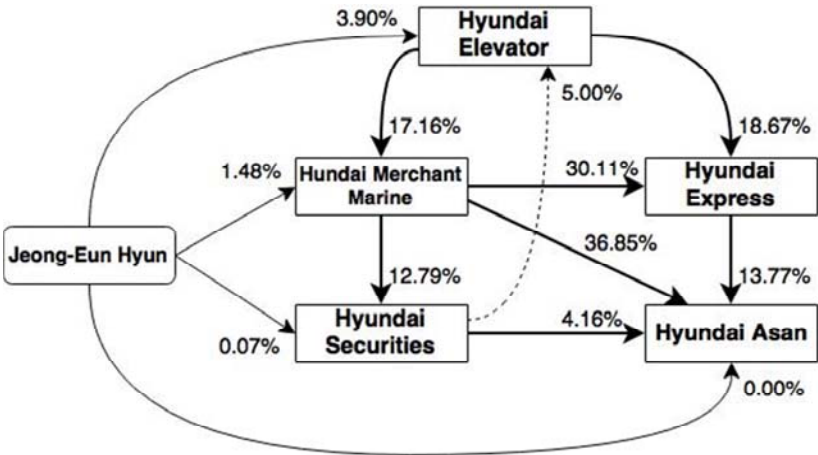 3.90%
Hyundai
Elevator
5.00%
17.16%
18.67%
1.48%
Hundai Merchant
Marine
30.11%
Hyundai
Express
Jeong-Eun Hyun
36.85%
12.79%
13.77%
Hyundai
Securities
4.16%
Hyundai Asan
0.07%
0.00%